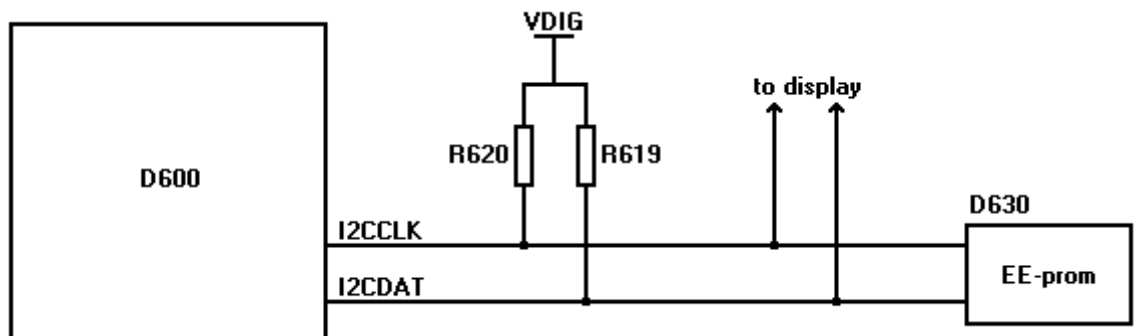 VDIG
to display
R620
R619
D600
D630
I2CCLK
EE-prom
I2CDAT